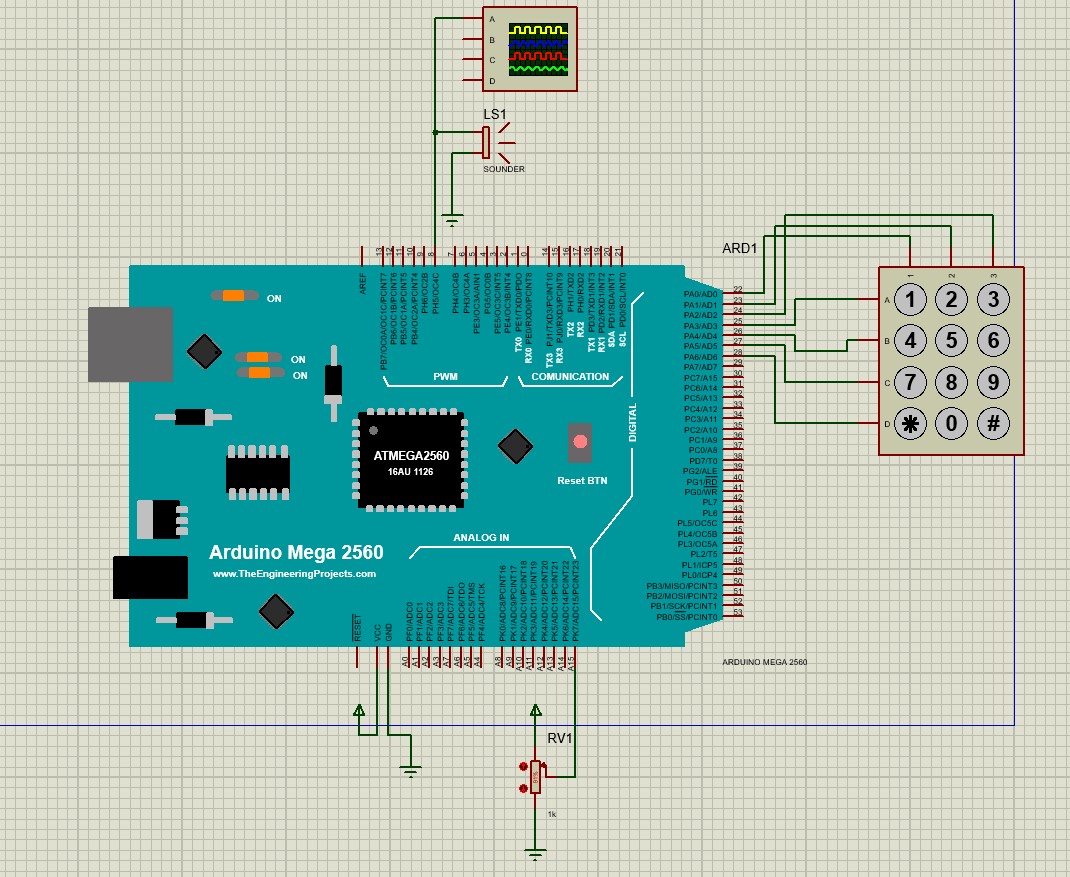 A
B
C
D
LS1
SOUNDER
ARD1
13
12
11
10
9
8
7
6
5
4
3
2
1
0
14
15
16
17
18
19
20
21
AREF
PB7/OC0A/OC1C/PCINT7
PB6/OC1B/PCINT6
PB5/OC1A/PCINT5
PB4/OC2A/PCINT4
PH6/OC2B
PH5/OC4C
PH4/OC4B
PH3/OC4A
PE3/OC3A/AIN1
PG5/OC0B
PE5/OC3C/INT5
PE4/OC3B/INT4
TX0 PE1/TXD0/PDO
RX0 PE0/RXD0/PCINT8
TX3 PJ1/TXD3/PCINT10
RX3 PJ0/RXD3/PCINT9
TX2 PH1/TXD2
RX2 PH0/RXD2
TX1 PD3/TXD1/INT3
RX1 PD2/RXD1/INT2
SDA PD1/SDA/INT1
SCL PD0/SCL/INT0
PWM
COMUNICATION
DIGITAL
PA0/AD0 22
PA1/AD1 23
PA2/AD2 24
PA3/AD3 25
PA4/AD4 26
PA5/AD5 27
PA6/AD6 28
PA7/AD7 29
PC7/A15 30
PC6/A14 31
PC5/A13 32
PC4/A12 33
PC3/A11 34
PC2/A10 35
PC1/A9 36
PC0/A8 37
PD7/T0 38
PG2/ALE 39
PG1/RD 40
PG0/WR 41
PL7 42
PL6 43
PL5/OC5C 44
PL4/OC5B 45
PL3/OC5A 46
PL2/T5 47
PL1/ICP5 48
PL0/ICP4 49
PB3/MISO/PCINT3 50
PB2/MOSI/PCINT2 51
PB1/SCK/PCINT1 52
PB0/SS/PCINT0 53
1 2 3
A 1 2 3
B 4 5 6
C 7 8 9
D * 0 #
ON
ON
ON
ATMEGA2560
16AU 1126
Reset BTN
ANALOG IN
Arduino Mega 2560
www.TheEngineeringProjects.com
RESET
VCC
GND
PF0/ADC0
PF1/ADC1
PF2/ADC2
PF3/ADC3
PF7/ADC7/TDI
PF6/ADC6/TDO
PF5/ADC5/TMS
PF4/ADC4/TCK
PK0/ADC8/PCINT16
PK1/ADC9/PCINT17
PK2/ADC10/PCINT18
PK3/ADC11/PCINT19
PK4/ADC12/PCINT20
PK5/ADC13/PCINT21
PK6/ADC14/PCINT22
PK7/ADC15/PCINT23
A0
A1
A2
A3
A7
A6
A5
A4
A8
A9
A10
A11
A12
A13
A14
A15
ARDUINO MEGA 2560
RV1
1k